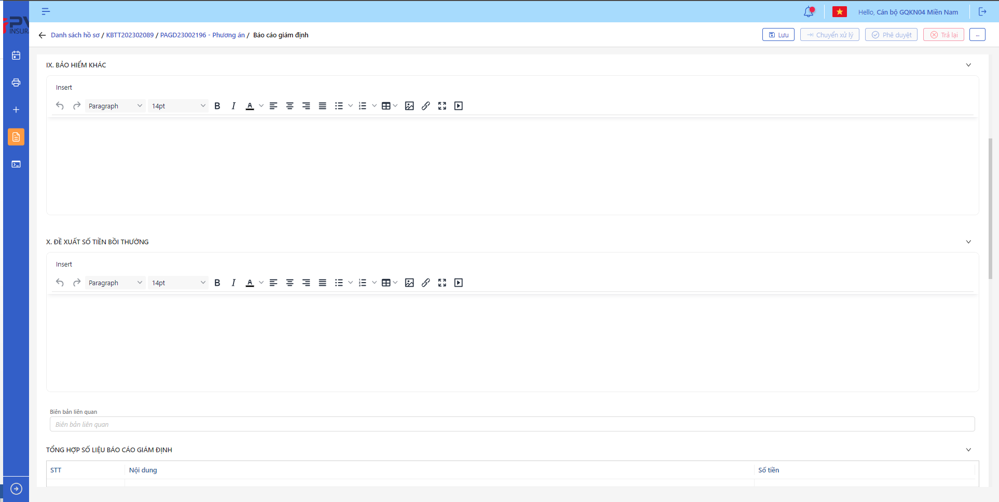 Hello, Cán bộ GQKN04 Miền Nam
Danh sách hồ sơ / KBTT202302089 / PAGD23002196 - Phương án / Báo cáo giám định
Lưu
Chuyển xử lý
Phê duyệt
Trả lại
...
IX. BẢO HIỂM KHÁC
Insert
Paragraph
14pt
X. ĐỀ XUẤT SỐ TIỀN BỒI THƯỜNG
Insert
Paragraph
14pt
Biên bản liên quan
Biên bản liên quan
TỔNG HỢP SỐ LIỆU BÁO CÁO GIÁM ĐỊNH
STT
Nội dung
Số tiền